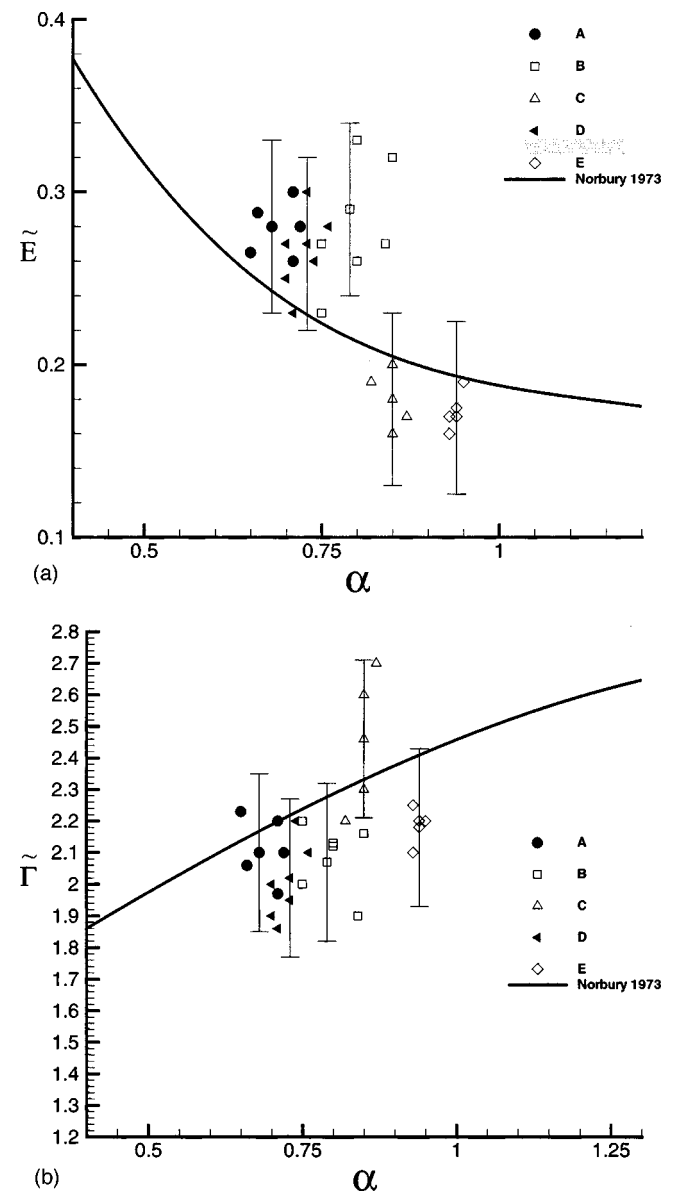 0.4
A
B
C
D
E
Norbury 1973
0.3
Ẽ
0.2
0.1
0.5
0.75
1
(a)
α
2.8
2.7
2.6
2.5
2.4
2.3
2.2
2.1
2
1.9
1.8
1.7
1.6
1.5
1.4
1.3
1.2
Γ̃
A
B
C
D
E
Norbury 1973
0.5
0.75
1
1.25
(b)
α